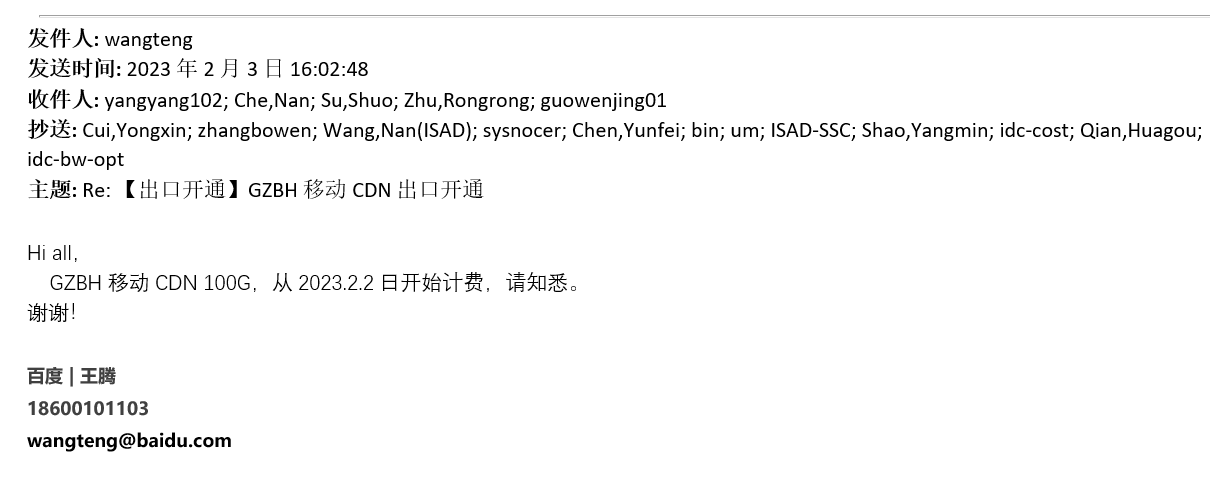 发件人: wangteng
发送时间: 2023 年 2 月 3 日 16:02:48
收件人: yangyang102; Che,Nan; Su,Shuo; Zhu,Rongrong; guowenjing01
抄送: Cui,Yongxin; zhangbowen; Wang,Nan(ISAD); sysnocer; Chen,Yunfei; bin; um; ISAD-SSC; Shao,Yangmin; idc-cost; Qian,Huagou;
idc-bw-opt
主题: Re: 【出口开通】GZBH 移动 CDN 出口开通
Hi all,
GZBH 移动 CDN 100G，从 2023.2.2 日开始计费，请知悉。
谢谢！
百度 | 王腾
18600101103
wangteng@baidu.com